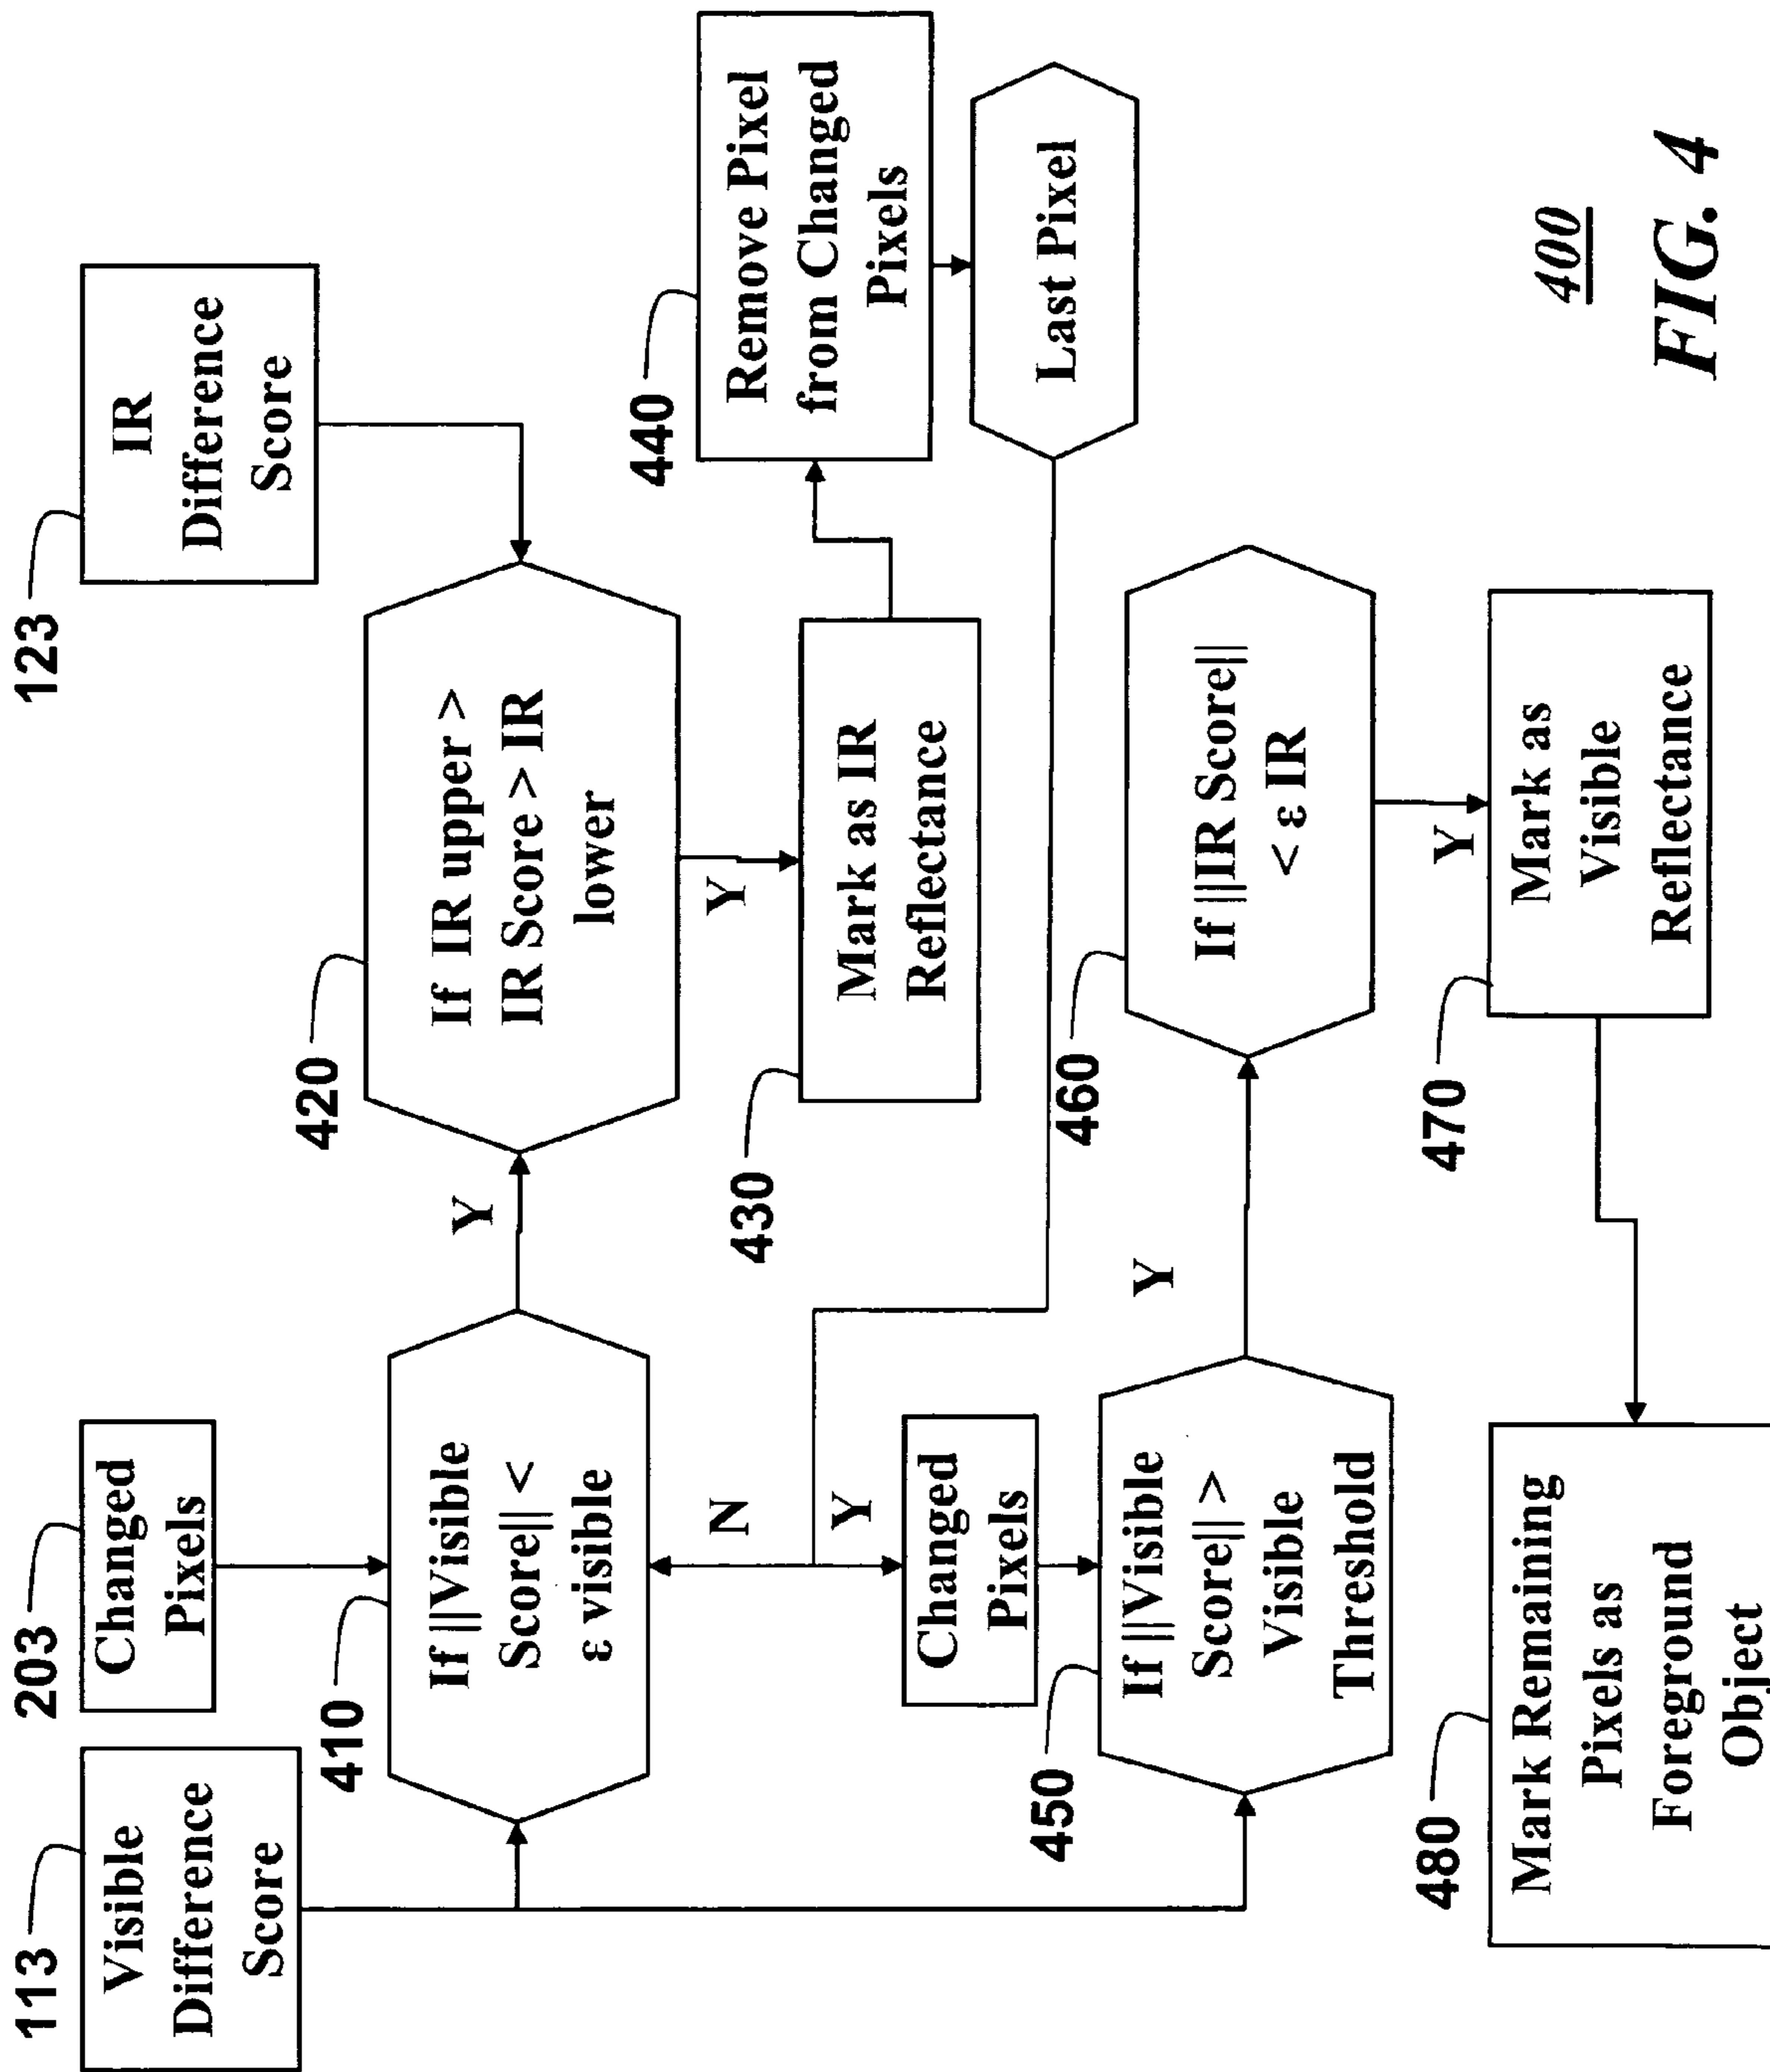 113
Visible
Difference
Score
203
Changed
Pixels
123
IR
Difference
Score
410
If ||Visible
Score|| <
ε visible
Y
420
If IR upper >
IR Score > IR
lower
Y
430
Mark as IR
Reflectance
440
Remove Pixel
from Changed
Pixels
Last Pixel
N
Y
Changed
Pixels
450
If ||Visible
Score|| >
Visible
Threshold
Y
460
If ||IR Score||
< ε IR
Y
470
Mark as
Visible
Reflectance
480
Mark Remaining
Pixels as
Foreground
Object
400
FIG. 4